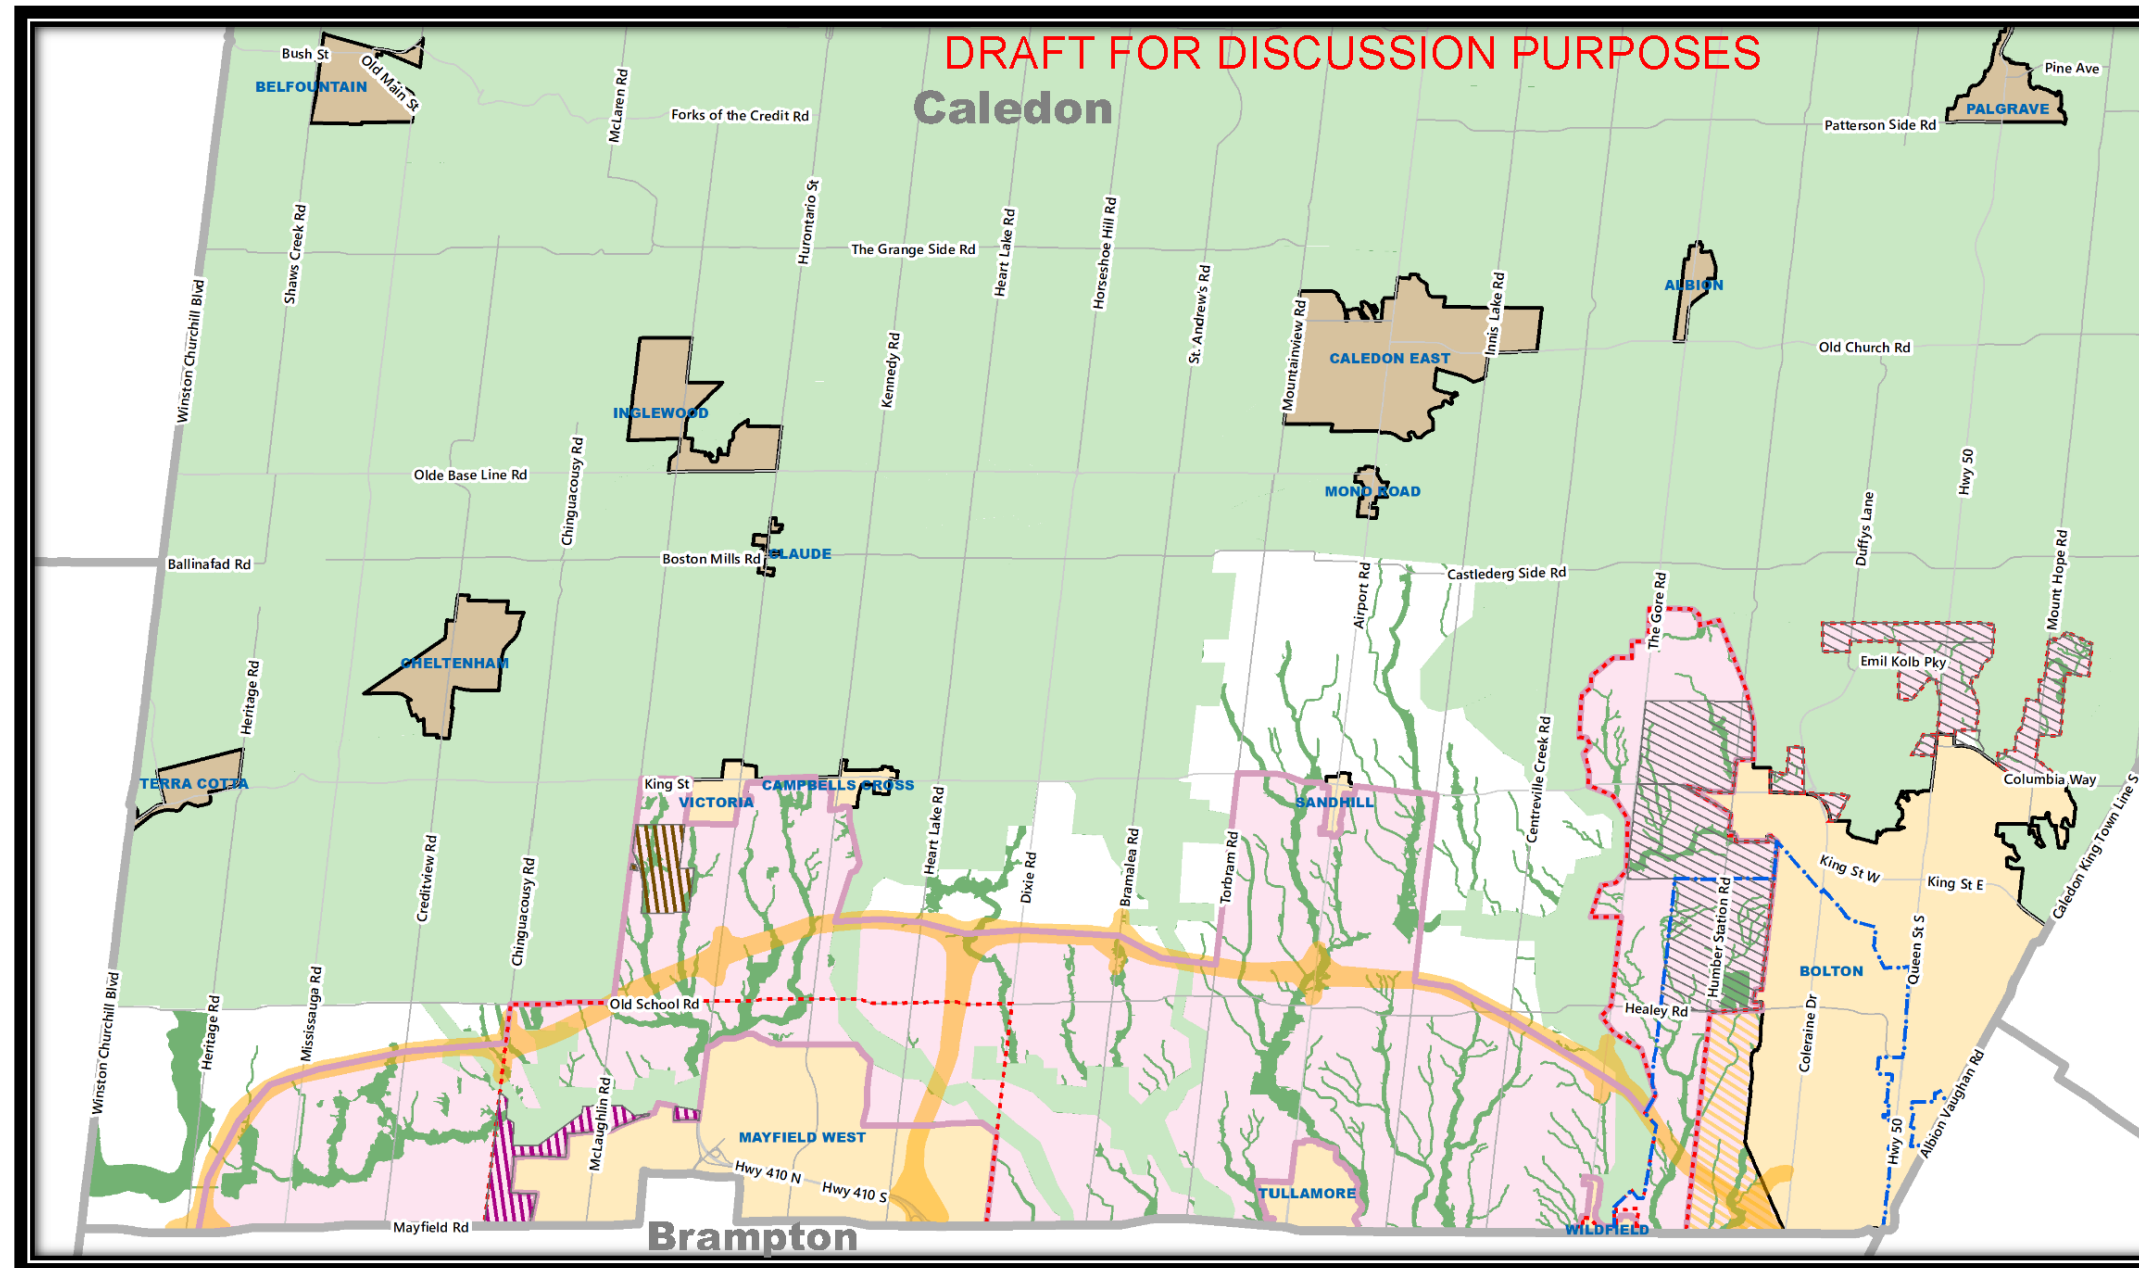 DRAFT FOR DISCUSSION PURPOSES
Caledon
Bush St
BELFOUNTAIN
Old Main St
McLaren Rd
Forks of the Credit Rd
Pine Ave
PALGRAVE
Patterson Side Rd
Shaws Creek Rd
Hurontario St
The Grange Side Rd
Heart Lake Rd
Horseshoe Hill Rd
St. Andrew's Rd
Mountainview Rd
Innis Lake Rd
ALBION
Winston Churchill Blvd
Kennedy Rd
CALEDON EAST
Old Church Rd
INGLEWOOD
Olde Base Line Rd
Chinguacousy Rd
MONO ROAD
Hwy 50
Duffys Lane
Mount Hope Rd
Ballinafad Rd
Boston Mills Rd
CLAUDE
Airport Rd
Castlederg Side Rd
The Gore Rd
CHELTENHAM
Heritage Rd
Emil Kolb Pky
TERRA COTTA
King St
VICTORIA
CAMPBELLS CROSS
SANDHILL
Centreville Creek Rd
Columbia Way
Caledon King Town Line S
Creditview Rd
Chinguacousy Rd
Heart Lake Rd
Dixie Rd
Bramalea Rd
Torbram Rd
King St W
King St E
Humber Station Rd
Queen St S
BOLTON
Winston Churchill Blvd
Heritage Rd
Mississauga Rd
Old School Rd
Healey Rd
Coleraine Dr
McLaughlin Rd
MAYFIELD WEST
Hwy 410 N
Hwy 410 S
TULLAMORE
Hwy 50
Albion Vaughan Rd
Mayfield Rd
Brampton
WILDFIELD